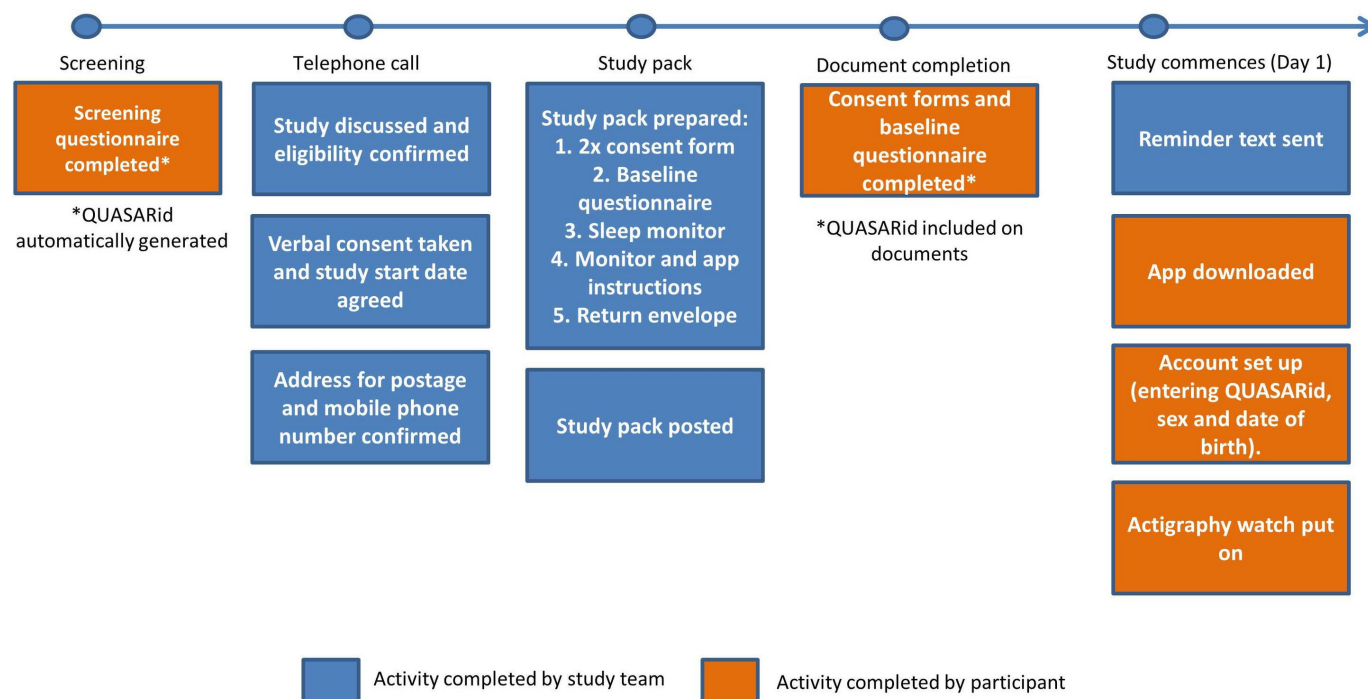 Screening
Screening
questionnaire
completed*
*QUASARid
automatically generated
Telephone call
Study discussed and
eligibility confirmed
Verbal consent taken
and study start date
agreed
Address for postage
and mobile phone
number confirmed
Study pack
Study pack prepared:
1. 2x consent form
2. Baseline
questionnaire
3. Sleep monitor
4. Monitor and app
instructions
5. Return envelope
Study pack posted
Document completion
Consent forms and
baseline
questionnaire
completed*
*QUASARid included on
documents
Study commences (Day 1)
Reminder text sent
App downloaded
Account set up
(entering QUASARid,
sex and date of
birth).
Actigraphy watch put
on
Activity completed by study team
Activity completed by participant